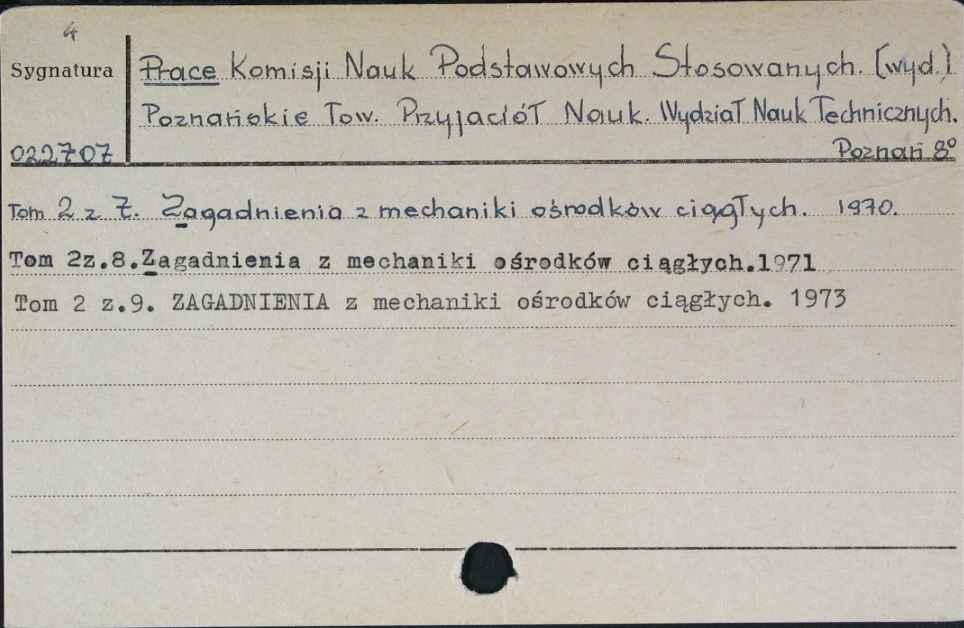 4
Sygnatura
Prace Komisji Nauk Podstawowych Stosowanych. [wyd.]
Poznańskie Tow. Przyjaciół Nauk. Wydział Nauk Technicznych.
022707
Poznań 8°
Tom 2 z 7. Zagadnienia z mechaniki ośrodków ciągłych. 1970.
Tom 2z.8.Zagadnienia z mechaniki ośrodków ciągłych.1971
Tom 2 z.9. ZAGADNIENIA z mechaniki ośrodków ciągłych. 1973